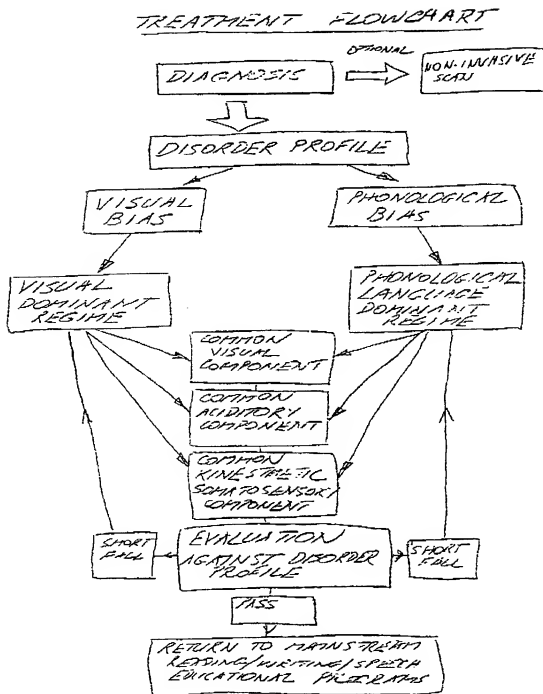 TREATMENT FLOWCHART
DIAGNOSIS
OPTIONAL
NON-INVASIVE
SCAN
DISORDER PROFILE
VISUAL
BIAS
PHONOLOGICAL
BIAS
VISUAL
DOMINANT
REGIME
PHONOLOGICAL
LANGUAGE
DOMINANT
REGIME
COMMON
VISUAL
COMPONENT
COMMON
AUDITORY
COMPONENT
COMMON
KINESTHETIC
SOMATOSENSORY
COMPONENT
SHORT
FALL
EVALUATION
AGAINST DISORDER
PROFILE
SHORT
FALL
PASS
RETURN TO MAINSTREAM
READING/WRITING/SPEECH
EDUCATIONAL PROGRAMS